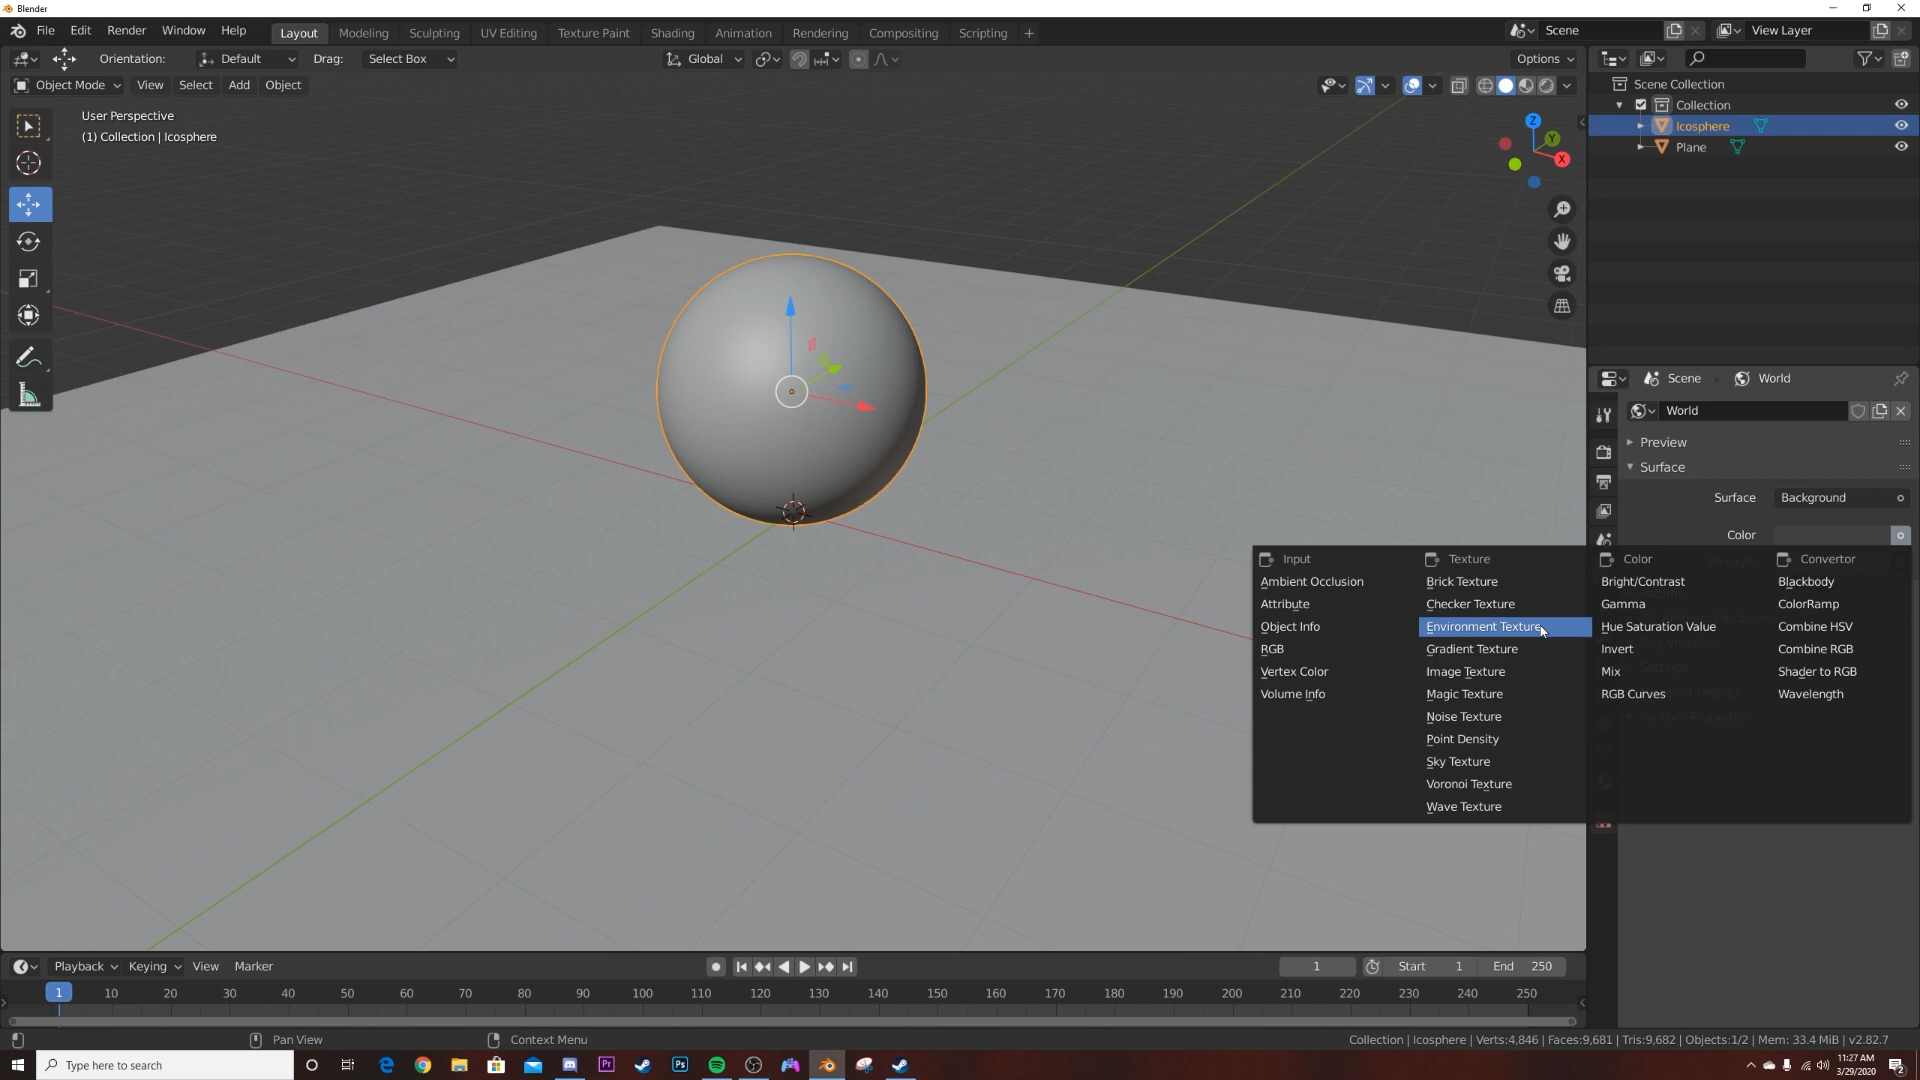 Blender
File Edit Render Window Help Layout Modeling Sculpting UV Editing Texture Paint Shading Animation Rendering Compositing Scripting + Scene View Layer
Orientation: Default Drag: Select Box Global Options
Object Mode View Select Add Object
User Perspective
(1) Collection | Icosphere
Z
Y
X
Scene Collection
Collection
Icosphere
Plane
Scene World
World
Preview
Surface
Surface Background
Color
Input Texture Color Convertor
Ambient Occlusion Brick Texture Bright/Contrast Blackbody
Attribute Checker Texture Gamma ColorRamp
Object Info Environment Texture Hue Saturation Value Combine HSV
RGB Gradient Texture Invert Combine RGB
Vertex Color Image Texture Mix Shader to RGB
Volume Info Magic Texture RGB Curves Wavelength
Noise Texture
Point Density
Sky Texture
Voronoi Texture
Wave Texture
Playback Keying View Marker 1 Start 1 End 250
1 10 20 30 40 50 60 70 80 90 100 110 120 130 140 150 160 170 180 190 200 210 220 230 240 250
Pan View Context Menu Collection | Icosphere | Verts:4,846 | Faces:9,681 | Tris:9,682 | Objects:1/2 | Mem: 33.4 MiB | v2.82.7
Type here to search Pr Ps 11:27 AM
3/29/2020 2